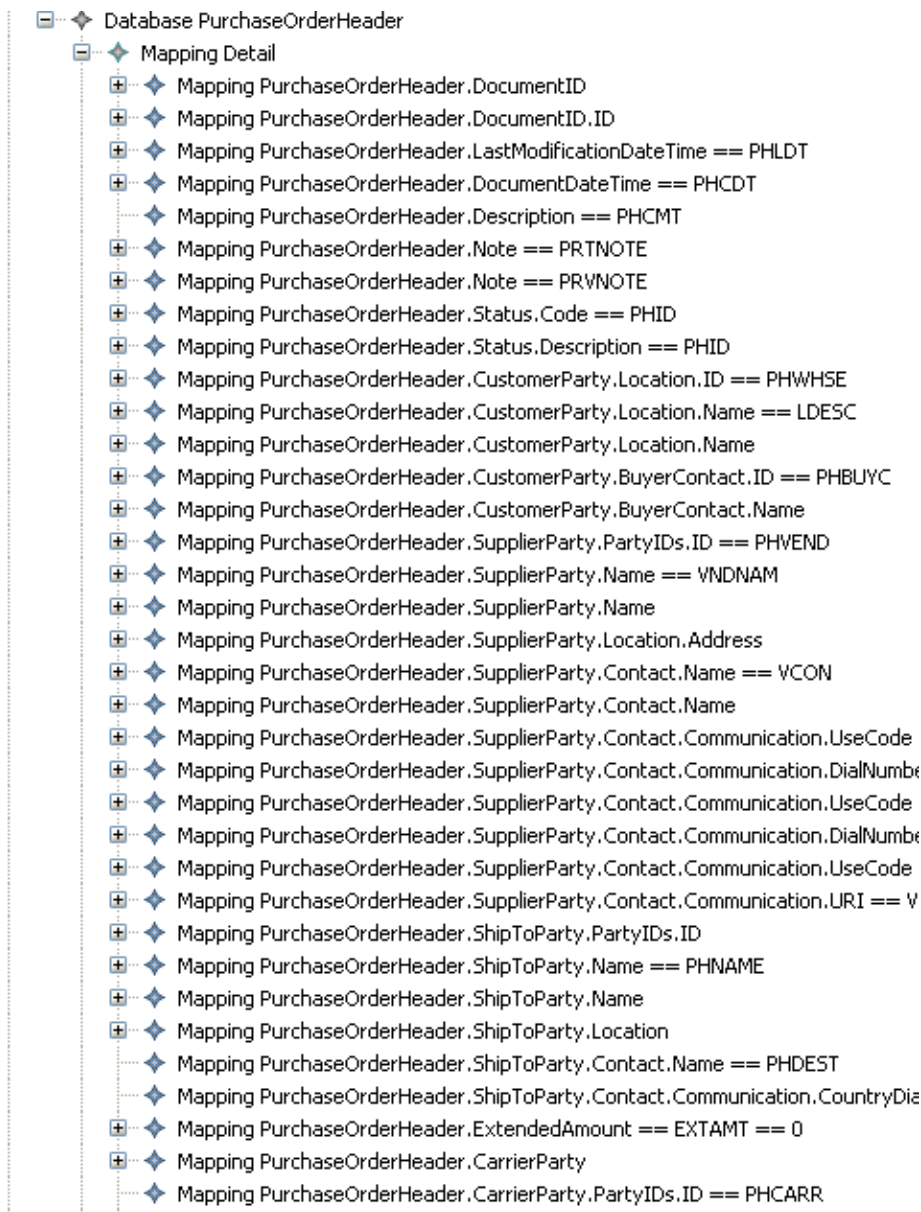 Database PurchaseOrderHeader
Mapping Detail
Mapping PurchaseOrderHeader.DocumentID
Mapping PurchaseOrderHeader.DocumentID.ID
Mapping PurchaseOrderHeader.LastModificationDateTime == PHLDT
Mapping PurchaseOrderHeader.DocumentDateTime == PHCDT
Mapping PurchaseOrderHeader.Description == PHCMT
Mapping PurchaseOrderHeader.Note == PRTNOTE
Mapping PurchaseOrderHeader.Note == PRVNOTE
Mapping PurchaseOrderHeader.Status.Code == PHID
Mapping PurchaseOrderHeader.Status.Description == PHID
Mapping PurchaseOrderHeader.CustomerParty.Location.ID == PHWHSE
Mapping PurchaseOrderHeader.CustomerParty.Location.Name == LDESC
Mapping PurchaseOrderHeader.CustomerParty.Location.Name
Mapping PurchaseOrderHeader.CustomerParty.BuyerContact.ID == PHBUYC
Mapping PurchaseOrderHeader.CustomerParty.BuyerContact.Name
Mapping PurchaseOrderHeader.SupplierParty.PartyIDs.ID == PHVEND
Mapping PurchaseOrderHeader.SupplierParty.Name == VNDNAM
Mapping PurchaseOrderHeader.SupplierParty.Name
Mapping PurchaseOrderHeader.SupplierParty.Location.Address
Mapping PurchaseOrderHeader.SupplierParty.Contact.Name == VCON
Mapping PurchaseOrderHeader.SupplierParty.Contact.Name
Mapping PurchaseOrderHeader.SupplierParty.Contact.Communication.UseCode
Mapping PurchaseOrderHeader.SupplierParty.Contact.Communication.DialNumbe
Mapping PurchaseOrderHeader.SupplierParty.Contact.Communication.UseCode
Mapping PurchaseOrderHeader.SupplierParty.Contact.Communication.DialNumbe
Mapping PurchaseOrderHeader.SupplierParty.Contact.Communication.UseCode
Mapping PurchaseOrderHeader.SupplierParty.Contact.Communication.URI == V
Mapping PurchaseOrderHeader.ShipToParty.PartyIDs.ID
Mapping PurchaseOrderHeader.ShipToParty.Name == PHNAME
Mapping PurchaseOrderHeader.ShipToParty.Name
Mapping PurchaseOrderHeader.ShipToParty.Location
Mapping PurchaseOrderHeader.ShipToParty.Contact.Name == PHDEST
Mapping PurchaseOrderHeader.ShipToParty.Contact.Communication.CountryDia
Mapping PurchaseOrderHeader.ExtendedAmount == EXTAMT == 0
Mapping PurchaseOrderHeader.CarrierParty
Mapping PurchaseOrderHeader.CarrierParty.PartyIDs.ID == PHCARR